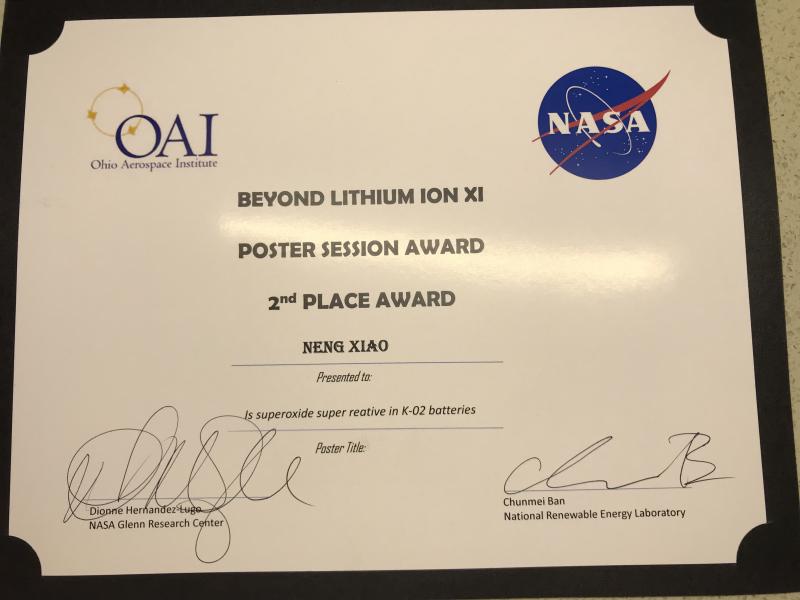 OAI
Ohio Aerospace Institute
NASA
BEYOND LITHIUM ION XI
POSTER SESSION AWARD
2nd PLACE AWARD
NENG XIAO
Presented to:
Is superoxide super reative in K-02 batteries
Poster Title:
Dionne Hernandez-Lugo
NASA Glenn Research Center
Chunmei Ban
National Renewable Energy Laboratory